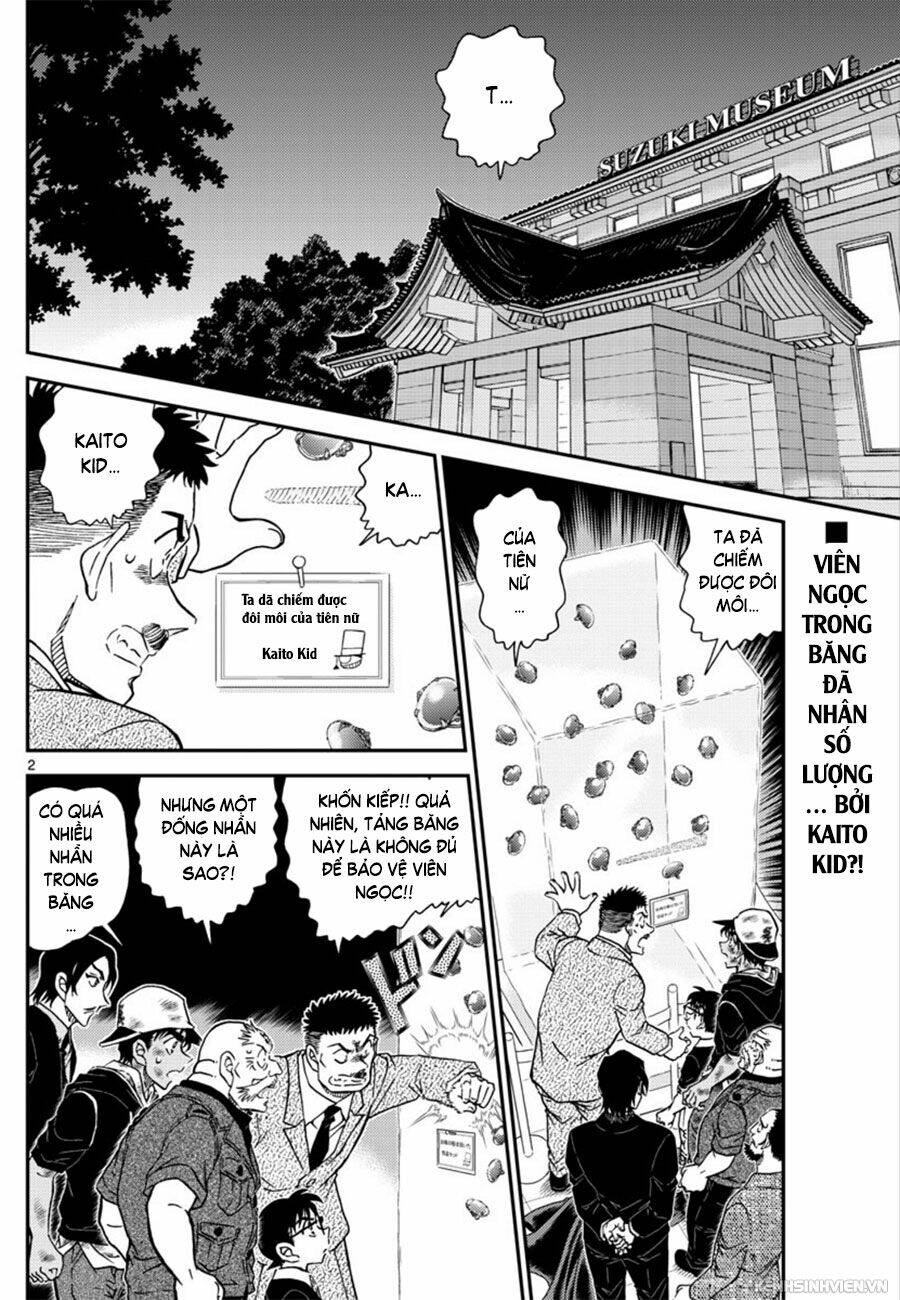 T...
SUZUKI MUSEUM
■
VIÊN
NGỌC
TRONG
BĂNG
ĐÃ
NHÂN
SỐ
LƯỢNG
... BỞI
KAITO
KID?!
TA ĐÃ
CHIẾM
ĐƯỢC ĐÔI
MÔI...
CỦA
TIÊN
NỮ
...
KA...
KAITO
KID...
Ta dã chiếm được
đôi môi của tiên nữ
Kaito Kid
2
KHỐN KIẾP!! QUẢ
NHIÊN, TẢNG BĂNG
NÀY LÀ KHÔNG ĐỦ
ĐỂ BẢO VỆ VIÊN
NGỌC!!
NHƯNG MỘT
ĐỐNG NHẪN
NÀY LÀ
SAO?!
CÓ QUÁ
NHIỀU
NHẪN
TRONG
BĂNG
...
ドン